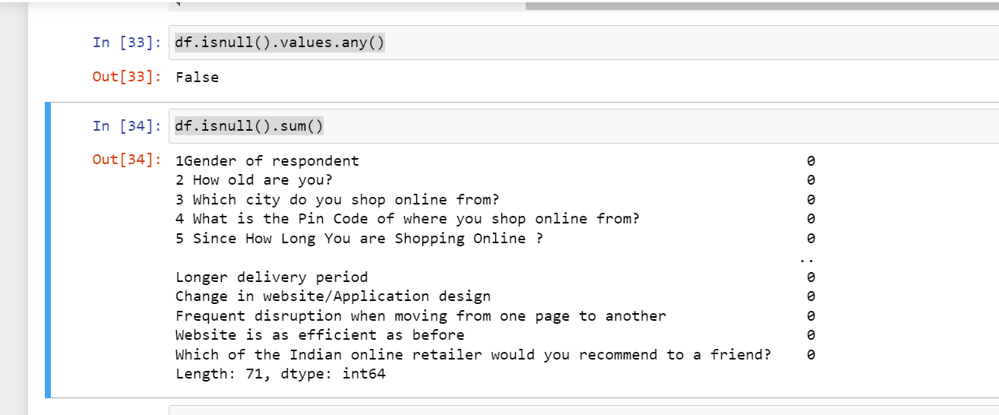 In [33]: df.isnull().values.any()
Out[33]: False
In [34]: df.isnull().sum()
Out[34]: 1Gender of respondent 0
2 How old are you? 0
3 Which city do you shop online from? 0
4 What is the Pin Code of where you shop online from? 0
5 Since How Long You are Shopping Online ? 0
..
Longer delivery period 0
Change in website/Application design 0
Frequent disruption when moving from one page to another 0
Website is as efficient as before 0
Which of the Indian online retailer would you recommend to a friend? 0
Length: 71, dtype: int64